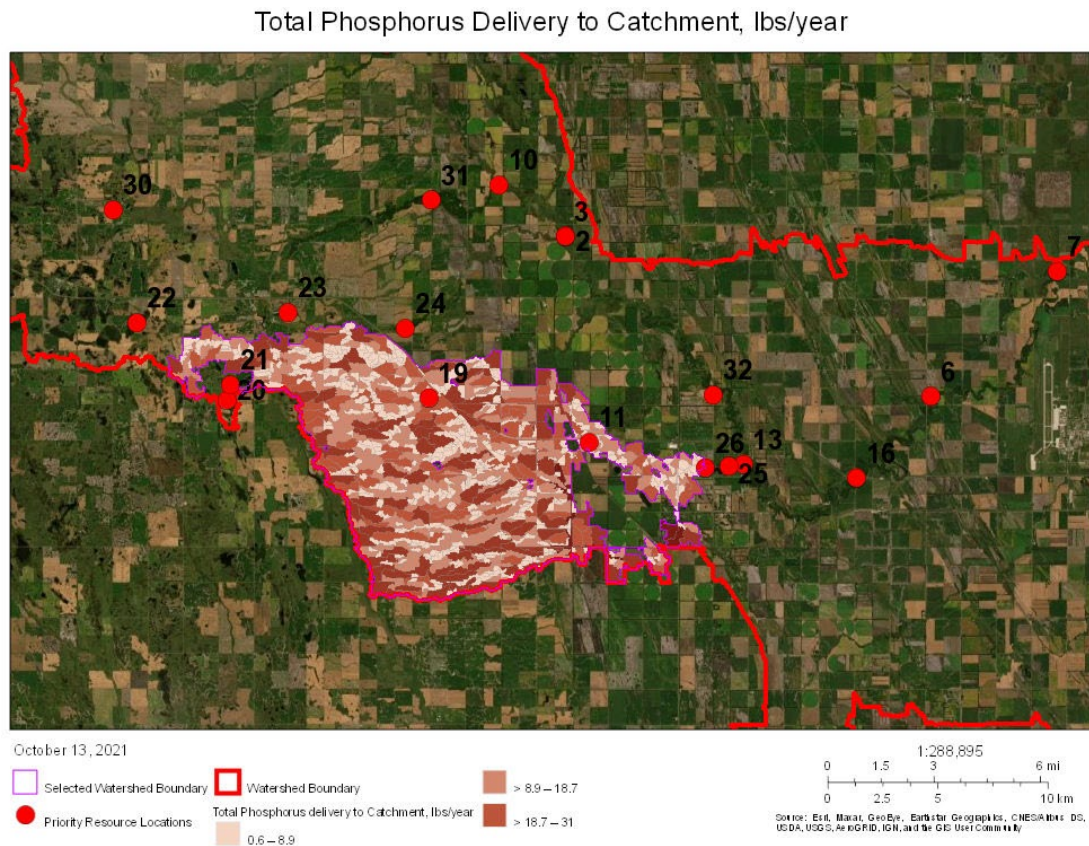 Total Phosphorus Delivery to Catchment, lbs/year
10
31
30
3
2
7
23
22
24
21
19
32
6
20
11
26 13
16
25
October 13, 2021
1:288,895
0 1.5 3 6 mi
0 2.5 5 10 km
Selected Watershed Boundary
Watershed Boundary
> 8.9 – 18.7
Priority Resource Locations
Total Phosphorus delivery to Catchment, Lbs/year
> 18.7 – 31
0.6 – 8.9
Source: Esri, Maxar, GeoEye, Earthstar Geographics, CNES/Airbus DS,
USDA, USGS, AeroGRID, IGN, and the GIS User Community